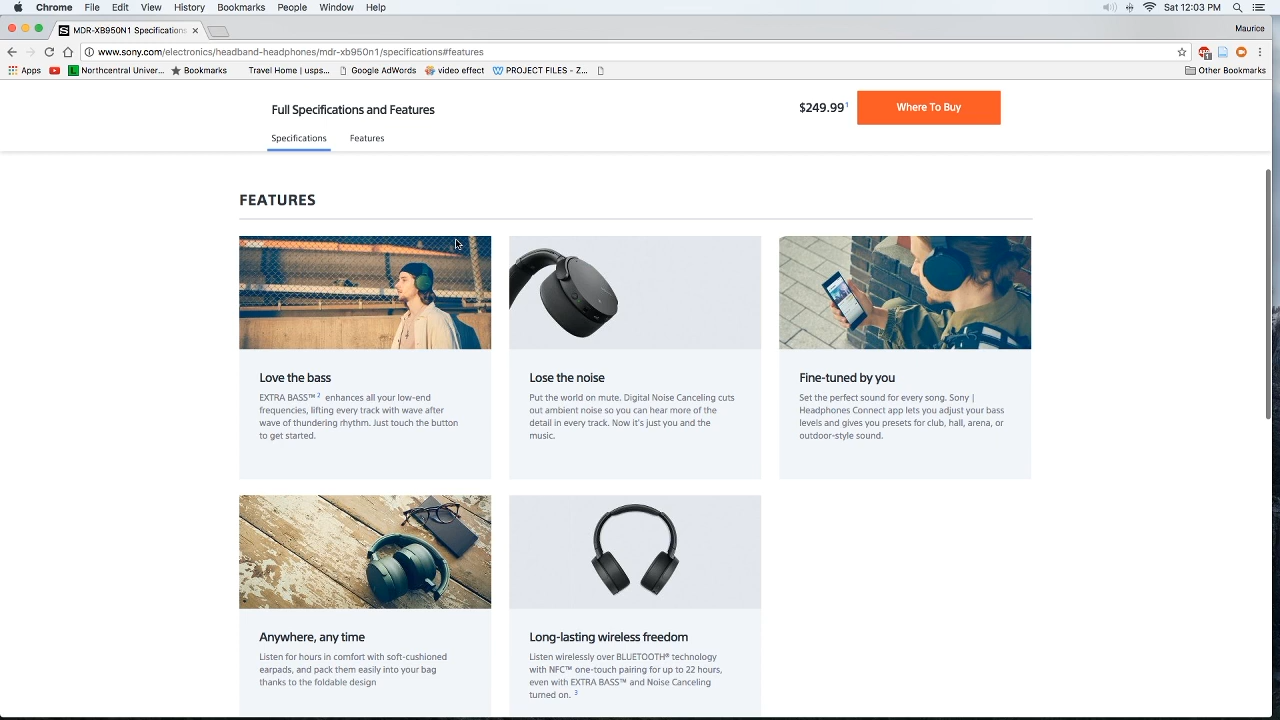 Chrome File Edit View History Bookmarks People Window Help Sat 12:03 PM
MDR-XB950N1 Specifications Maurice
www.sony.com/electronics/headband-headphones/mdr-xb950n1/specifications#features
Apps Northcentral Univer... Bookmarks Travel Home | usps... Google AdWords video effect PROJECT FILES - Z... Other Bookmarks
Full Specifications and Features $249.99¹ Where To Buy
Specifications Features
FEATURES
Love the bass
EXTRA BASS™ ² enhances all your low-end
frequencies, lifting every track with wave after
wave of thundering rhythm. Just touch the button
to get started.
Lose the noise
Put the world on mute. Digital Noise Canceling cuts
out ambient noise so you can hear more of the
detail in every track. Now it's just you and the
music.
Fine-tuned by you
Set the perfect sound for every song. Sony |
Headphones Connect app lets you adjust your bass
levels and gives you presets for club, hall, arena, or
outdoor-style sound.
Anywhere, any time
Listen for hours in comfort with soft-cushioned
earpads, and pack them easily into your bag
thanks to the foldable design
Long-lasting wireless freedom
Listen wirelessly over BLUETOOTH® technology
with NFC™ one-touch pairing for up to 22 hours,
even with EXTRA BASS™ and Noise Canceling
turned on. ³